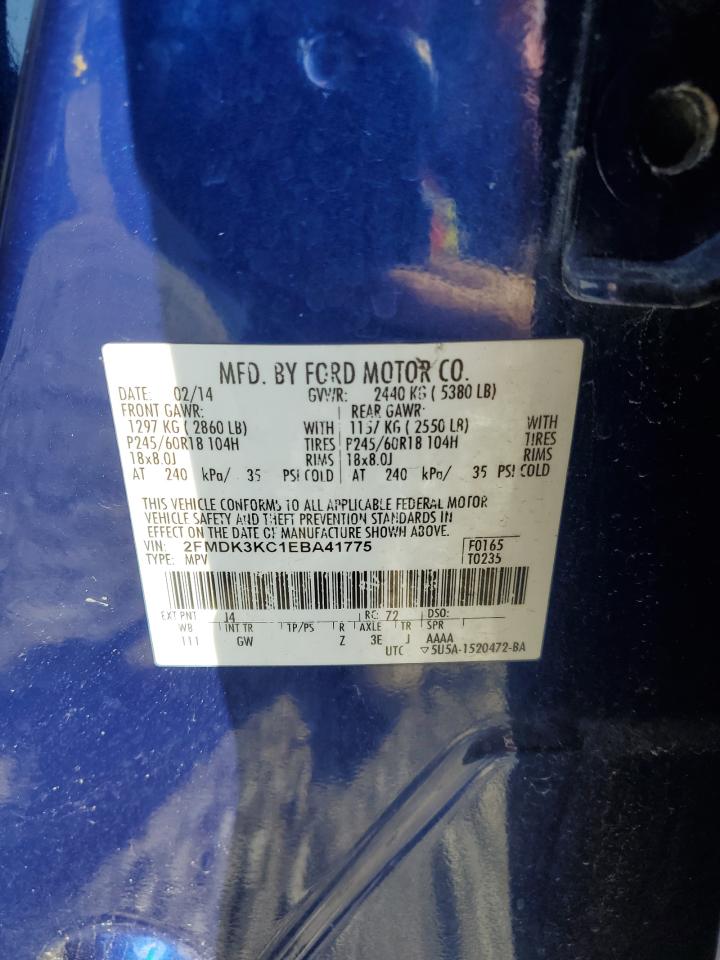 MFD. BY FORD MOTOR CO.
DATE: 02/14 GVWR: 2440 KG ( 5380 LB)
FRONT GAWR: REAR GAWR:
1297 KG ( 2860 LB) WITH 1157 KG ( 2550 LB) WITH
P245/60R18 104H TIRES P245/60R18 104H TIRES
18x8.0J RIMS 18x8.0J RIMS
AT 240 kPa/ 35 PSI COLD AT 240 kPa/ 35 PSI COLD
THIS VEHICLE CONFORMS TO ALL APPLICABLE FEDERAL MOTOR
VEHICLE SAFETY AND THEFT PREVENTION STANDARDS IN
EFFECT ON THE DATE OF MANUFACTURE SHOWN ABOVE.
VIN: 2FMDK3KC1EBA41775 F0165
TYPE: MPV T0235
EXT PNT J4 RC: 72 DSO:
WB INT TR TP/PS R AXLE TR SPR
111 GW Z 3E J AAAA
UTC ▽5U5A-1520472-BA